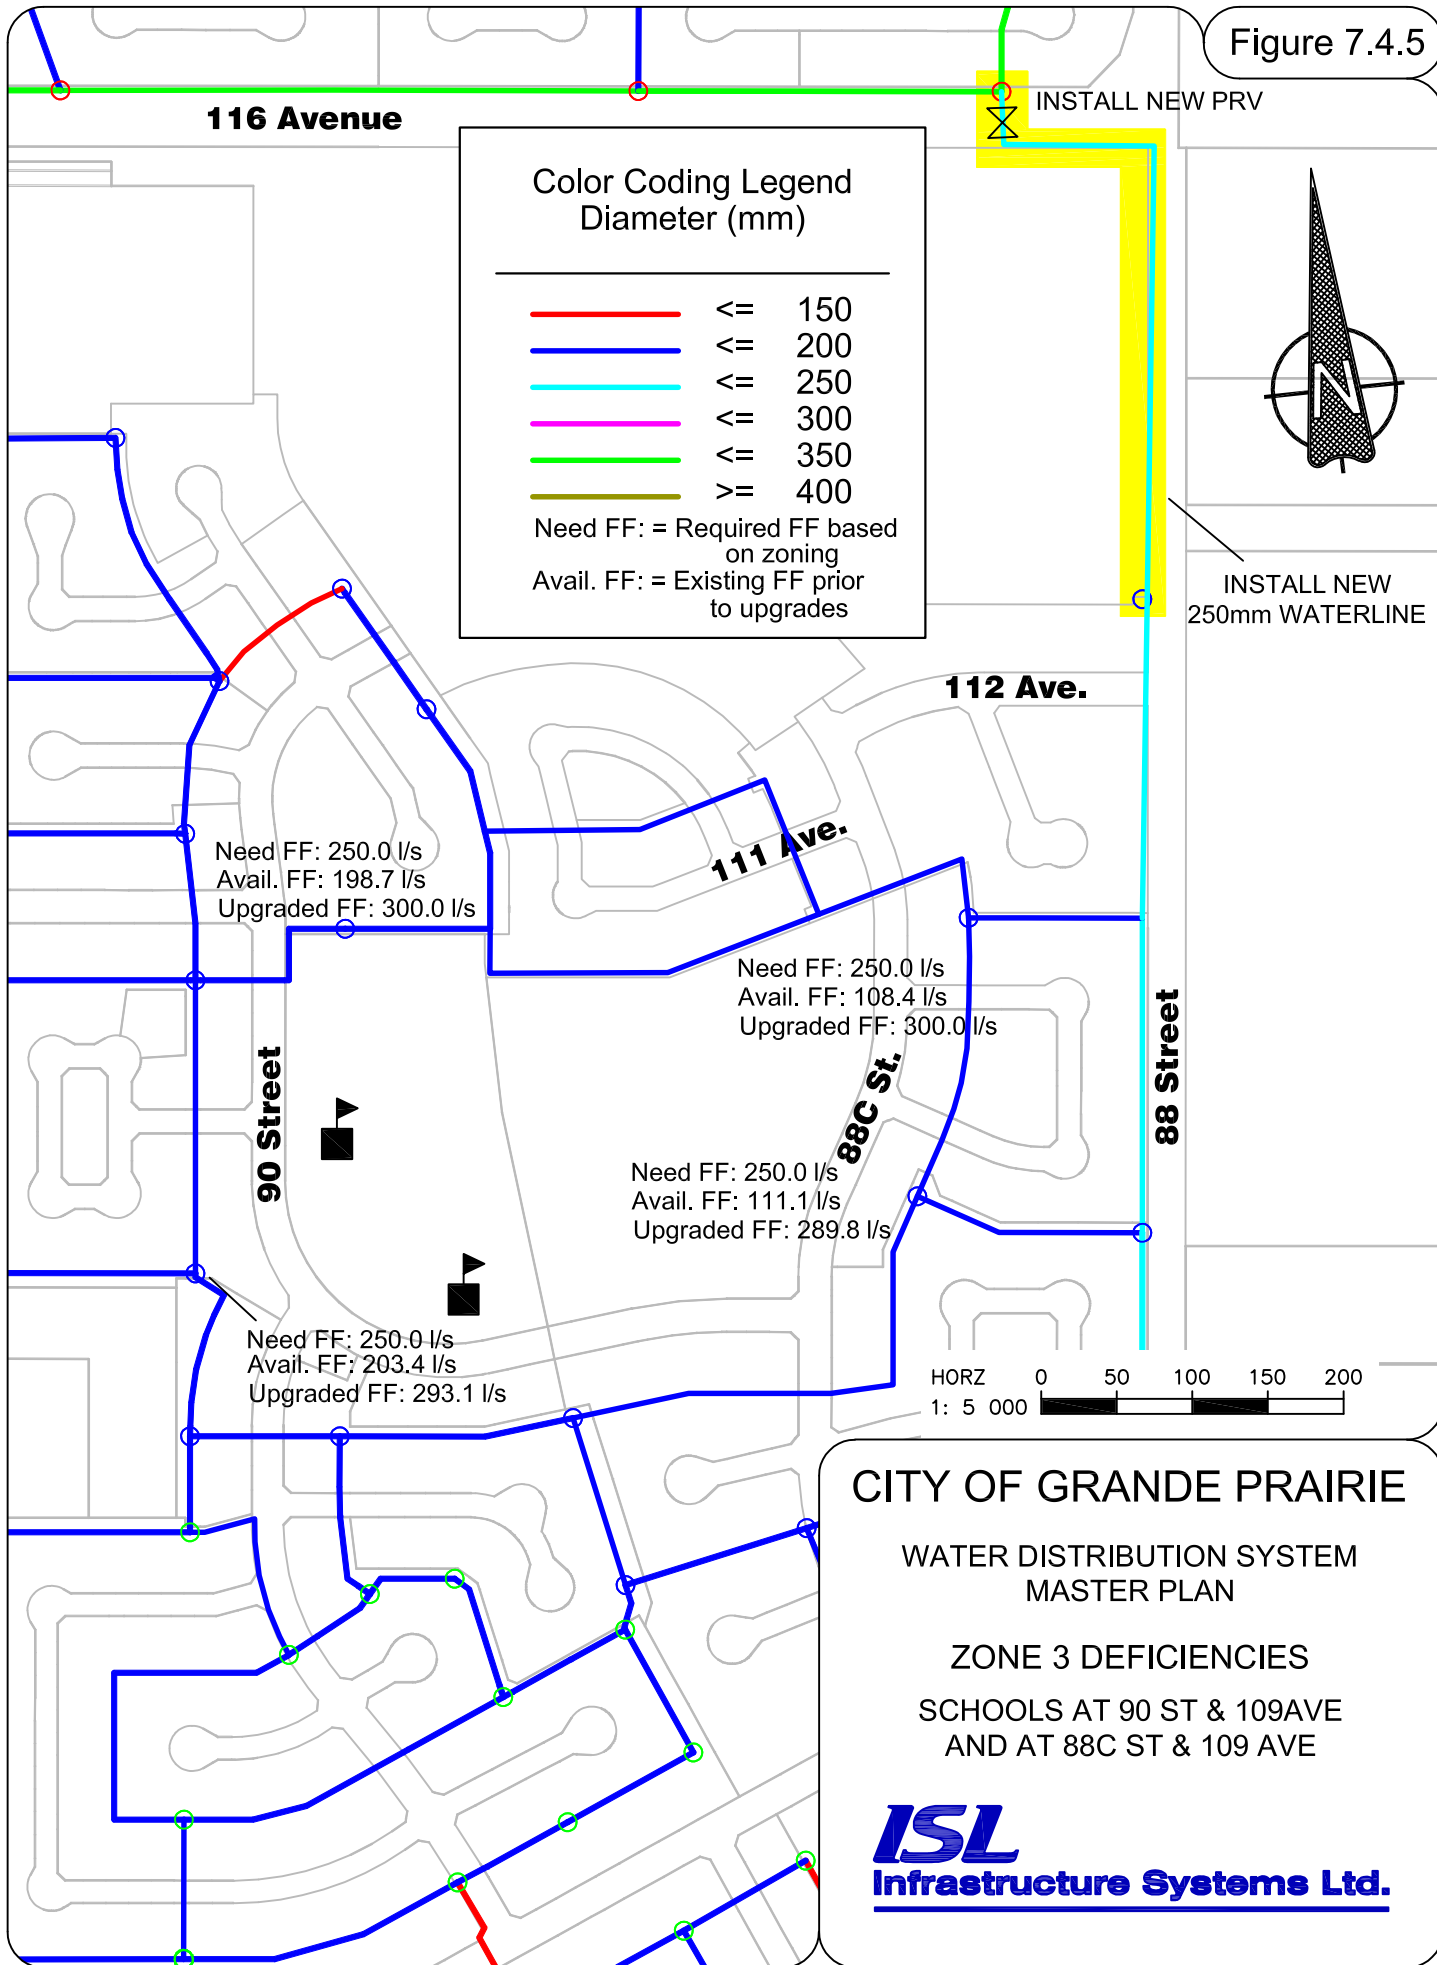 Figure 7.4.5
INSTALL NEW PRV
116 Avenue
Color Coding Legend
Diameter (mm)
<= 150
<= 200
<= 250
<= 300
<= 350
>= 400
Need FF: = Required FF based
on zoning
Avail. FF: = Existing FF prior
to upgrades
N
INSTALL NEW
250mm WATERLINE
112 Ave.
111 Ave.
Need FF: 250.0 l/s
Avail. FF: 198.7 l/s
Upgraded FF: 300.0 l/s
Need FF: 250.0 l/s
Avail. FF: 108.4 l/s
Upgraded FF: 300.0 l/s
90 Street
88C St.
88 Street
Need FF: 250.0 l/s
Avail. FF: 111.1 l/s
Upgraded FF: 289.8 l/s
Need FF: 250.0 l/s
Avail. FF: 203.4 l/s
Upgraded FF: 293.1 l/s
HORZ 0 50 100 150 200
1: 5 000
CITY OF GRANDE PRAIRIE
WATER DISTRIBUTION SYSTEM
MASTER PLAN
ZONE 3 DEFICIENCIES
SCHOOLS AT 90 ST & 109AVE
AND AT 88C ST & 109 AVE
ISL
Infrastructure Systems Ltd.